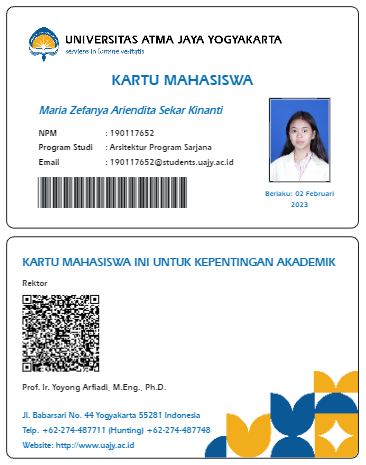 UNIVERSITAS ATMA JAYA YOGYAKARTA
serviens in lumine veritatis
KARTU MAHASISWA
Maria Zefanya Ariendita Sekar Kinanti
NPM : 190117652
Program Studi : Arsitektur Program Sarjana
Email : 190117652@students.uajy.ac.id
Berlaku: 02 Februari
2023
KARTU MAHASISWA INI UNTUK KEPENTINGAN AKADEMIK
Rektor
Prof. Ir. Yoyong Arfiadi, M.Eng., Ph.D.
Jl. Babarsari No. 44 Yogyakarta 55281 Indonesia
Telp. +62-274-487711 (Hunting) +62-274-487748
Website: http://www.uajy.ac.id